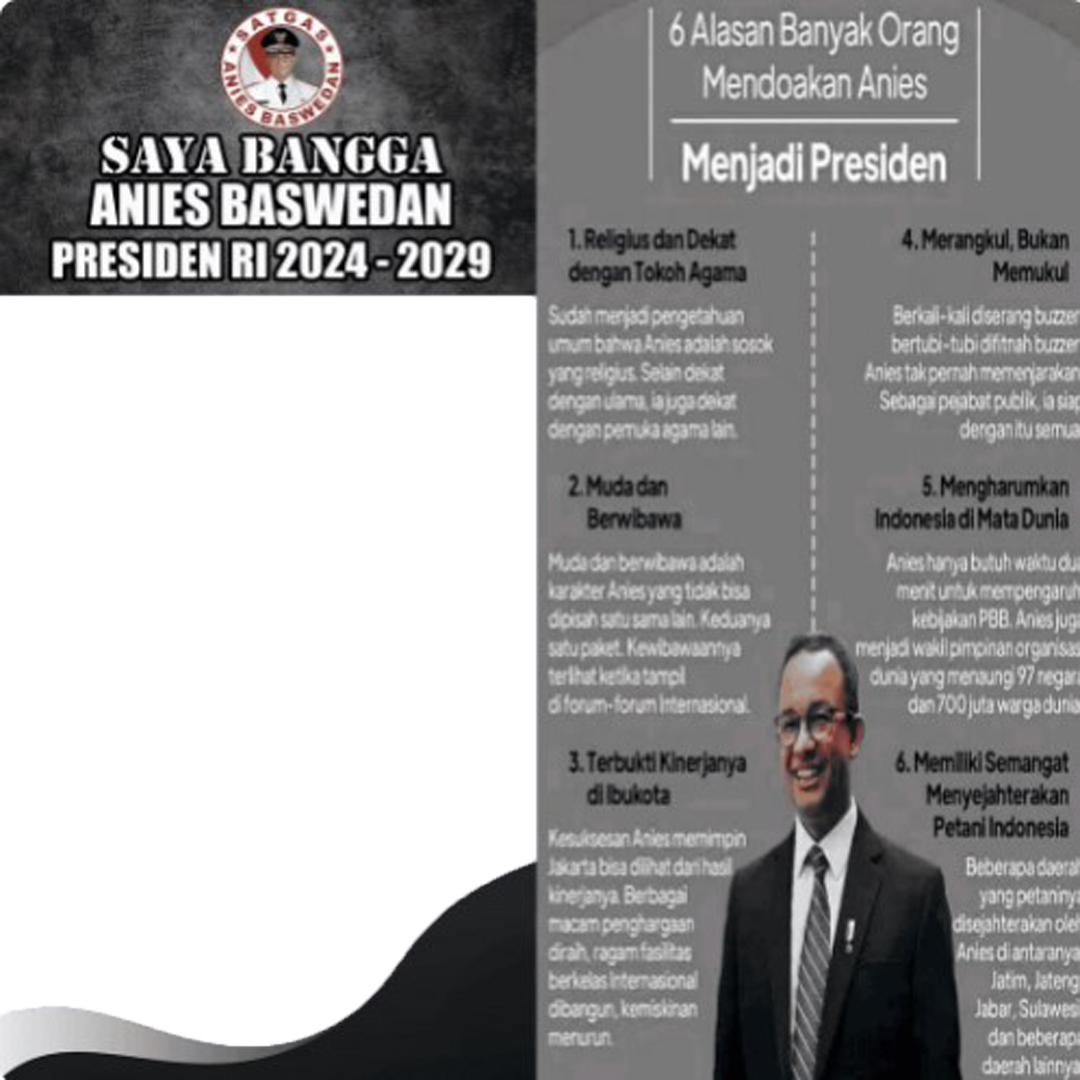 SATGAS
ANIES BASWEDAN
SAYA BANGGA
ANIES BASWEDAN
PRESIDEN RI 2024 - 2029
6 Alasan Banyak Orang
Mendoakan Anies
Menjadi Presiden
1. Religius dan Dekat
dengan Tokoh Agama
Sudah menjadi pengetahuan
umum bahwa Anies adalah sosok
yang religius. Selain dekat
dengan ulama, ia juga dekat
dengan pemuka agama lain.
2. Muda dan
Berwibawa
Muda dan berwibawa adalah
karakter Anies yang tidak bisa
dipisah satu sama lain. Keduanya
satu paket. Kewibawaannya
terlihat ketika tampil
di forum-forum Internasional.
3. Terbukti Kinerjanya
di Ibukota
Kesuksesan Anies memimpin
Jakarta bisa dilihat dari hasil
kinerjanya. Berbagai
macam penghargaan
diraih, ragam fasilitas
berkelas Internasional
dibangun, kemiskinan
menurun.
4. Merangkul, Bukan
Memukul
Berkali-kali diserang buzzer
bertubi-tubi difitnah buzzer
Anies tak pernah memenjarakan
Sebagai pejabat publik, ia siap
dengan itu semua
5. Mengharumkan
Indonesia di Mata Dunia
Anies hanya butuh waktu dua
menit untuk mempengaruh
kebijakan PBB. Anies juga
menjadi wakil pimpinan organisas
dunia yang menaungi 97 negara
dan 700 juta warga dunia
6. Memiliki Semangat
Menyejahterakan
Petani Indonesia
Beberapa daerah
yang petaninya
disejahterakan oleh
Anies di antaranya
Jatim, Jateng
Jabar, Sulawesi
dan beberapa
daerah lainnya